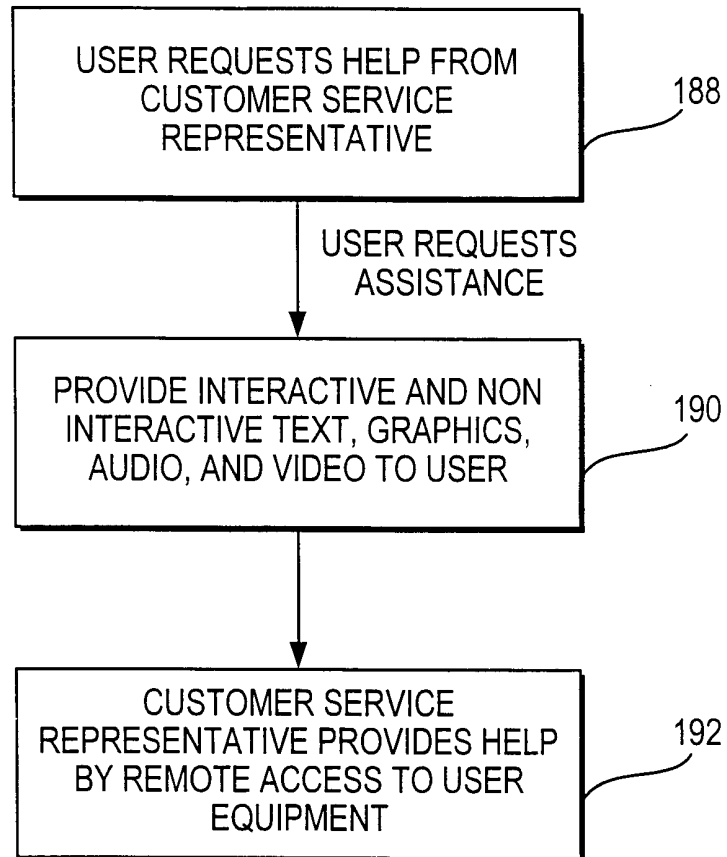 USER REQUESTS HELP FROM
CUSTOMER SERVICE
REPRESENTATIVE
188
USER REQUESTS
ASSISTANCE
PROVIDE INTERACTIVE AND NON
INTERACTIVE TEXT, GRAPHICS,
AUDIO, AND VIDEO TO USER
190
CUSTOMER SERVICE
REPRESENTATIVE PROVIDES HELP
BY REMOTE ACCESS TO USER
EQUIPMENT
192